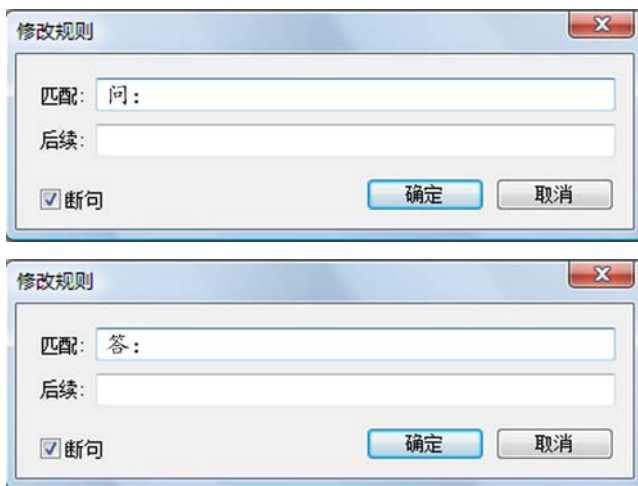 修改规则
匹配: 问：
后续:
断句 确定 取消
修改规则
匹配: 答：
后续:
断句 确定 取消